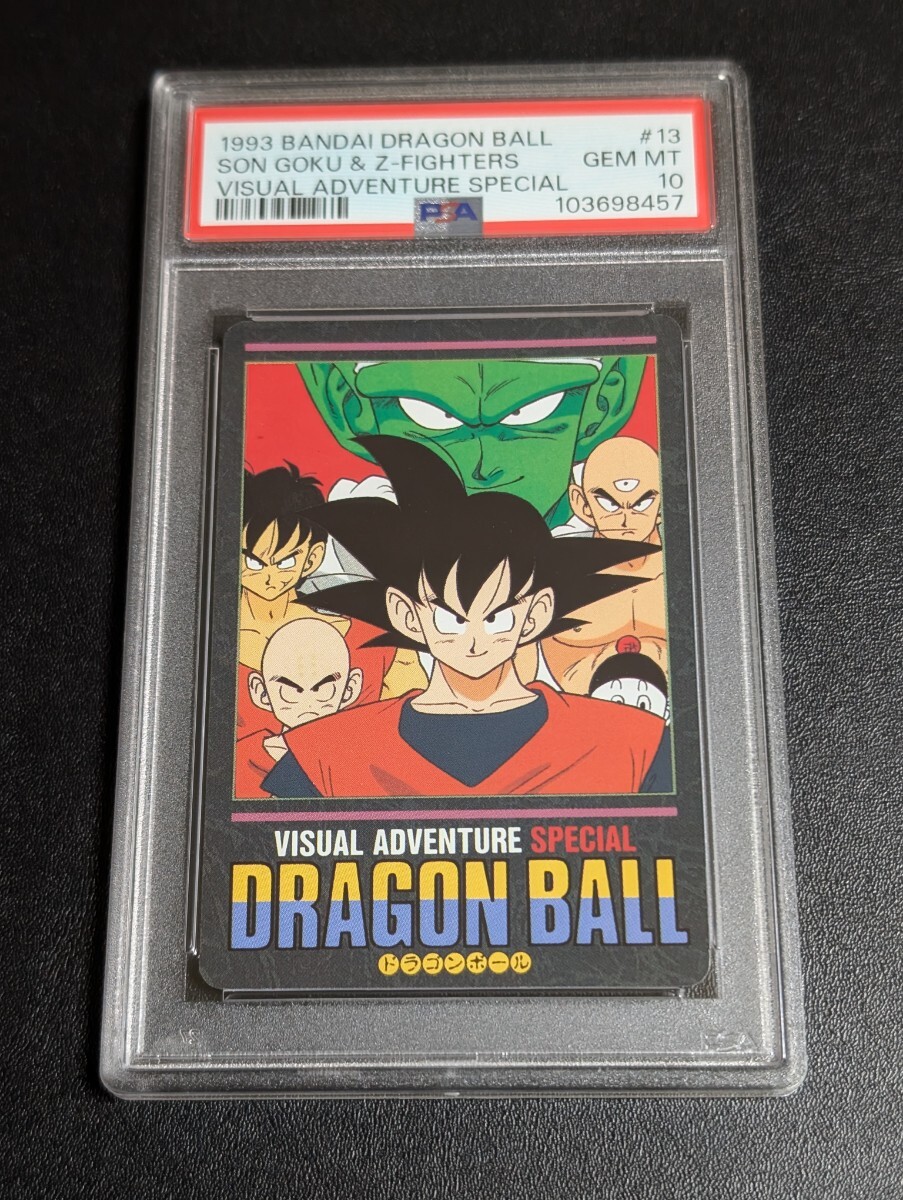 1993 BANDAI DRAGON BALL #13
SON GOKU & Z-FIGHTERS GEM MT
VISUAL ADVENTURE SPECIAL 10
PSA 103698457
VISUAL ADVENTURE SPECIAL
DRAGON BALL
ドラゴンボール